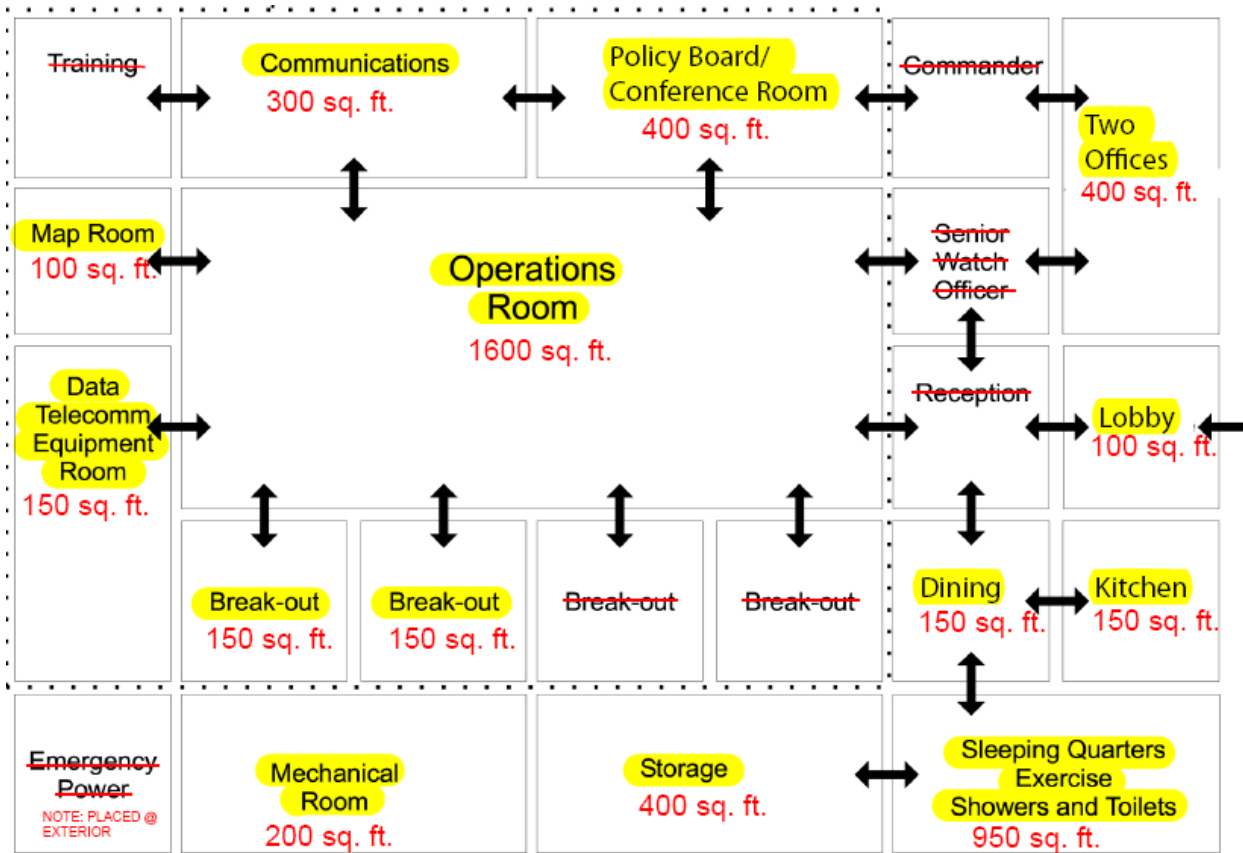 Training
Communications
300 sq. ft.
Policy Board/
Conference Room
400 sq. ft.
Commander
Two
Offices
400 sq. ft.
Map Room
100 sq. ft.
Operations
Room
1600 sq. ft.
Senior
Watch
Officer
Data
Telecomm
Equipment
Room
150 sq. ft.
Reception
Lobby
100 sq. ft.
Break-out
150 sq. ft.
Break-out
150 sq. ft.
Break-out
Break-out
Dining
150 sq. ft.
Kitchen
150 sq. ft.
Emergency
Power
NOTE: PLACED @
EXTERIOR
Mechanical
Room
200 sq. ft.
Storage
400 sq. ft.
Sleeping Quarters
Exercise
Showers and Toilets
950 sq. ft.